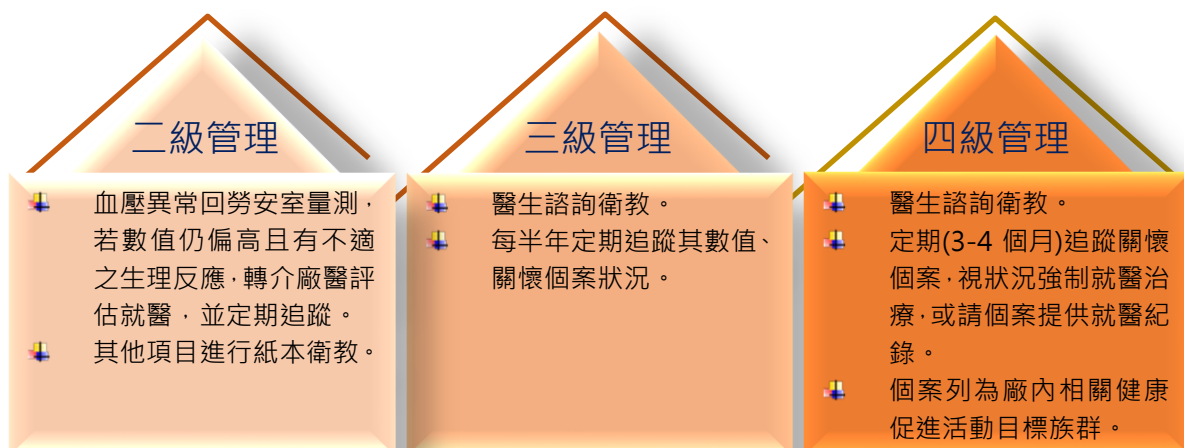 二級管理
血壓異常回勞安室量測，
若數值仍偏高且有不適
之生理反應，轉介廠醫評
估就醫，並定期追蹤。
其他項目進行紙本衛教。
三級管理
醫生諮詢衛教。
每半年定期追蹤其數值、
關懷個案狀況。
四級管理
醫生諮詢衛教。
定期(3-4 個月)追蹤關懷
個案，視狀況強制就醫治
療，或請個案提供就醫紀
錄。
個案列為廠內相關健康
促進活動目標族群。